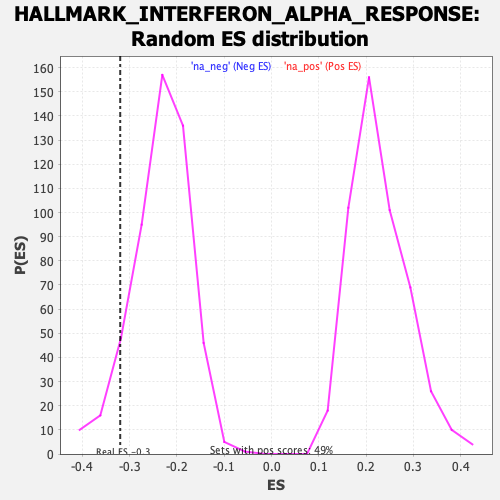 HALLMARK_INTERFERON_ALPHA_RESPONSE:
Random ES distribution
'na_neg' (Neg ES) 'na_pos' (Pos ES)
160
150
140
130
120
110
100
90
80
70
60
50
40
30
20
10
0
P(ES)
Real ES -0.3
Sets with pos scores: 49%
-0.4 -0.3 -0.2 -0.1 0.0 0.1 0.2 0.3 0.4
ES